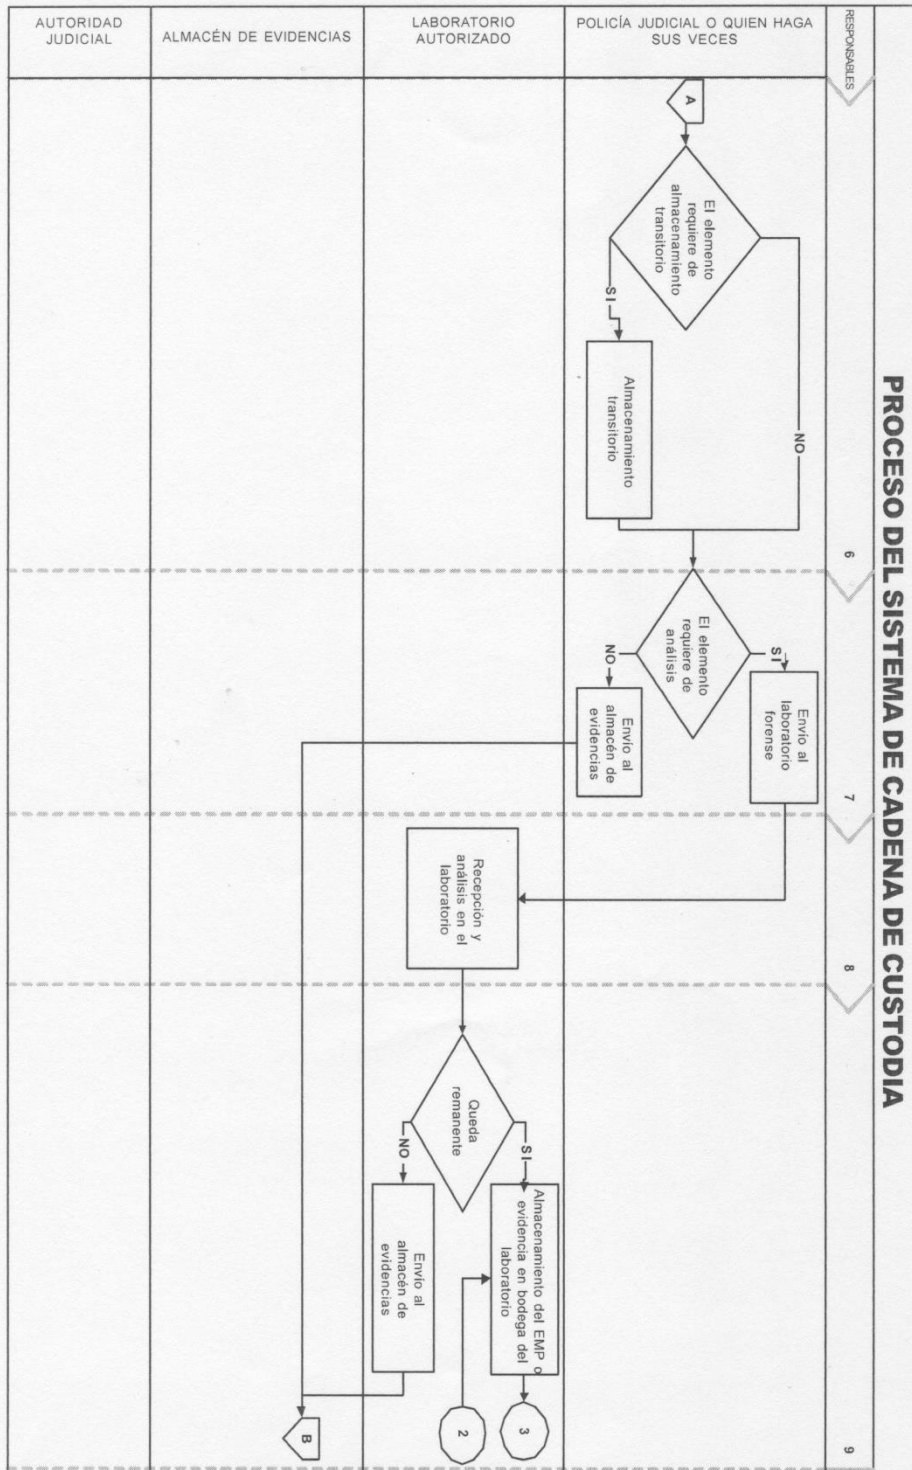 PROCESO DEL SISTEMA DE CADENA DE CUSTODIA
RESPONSABLES
6
7
8
9
POLICÍA JUDICIAL O QUIEN HAGA
SUS VECES
A
El elemento
requiere de
almacenamiento
transitorio
NO
SI
Almacenamiento
transitorio
El elemento
requiere de
análisis
SI
Envío al
laboratorio
forense
NO
Envío al
almacén de
evidencias
LABORATORIO
AUTORIZADO
Recepción y
análisis en el
laboratorio
Queda
remanente
SI
Almacenamiento del EMP o
evidencia en bodega del
laboratorio
3
2
NO
Envío al
almacén de
evidencias
ALMACÉN DE EVIDENCIAS
B
AUTORIDAD
JUDICIAL